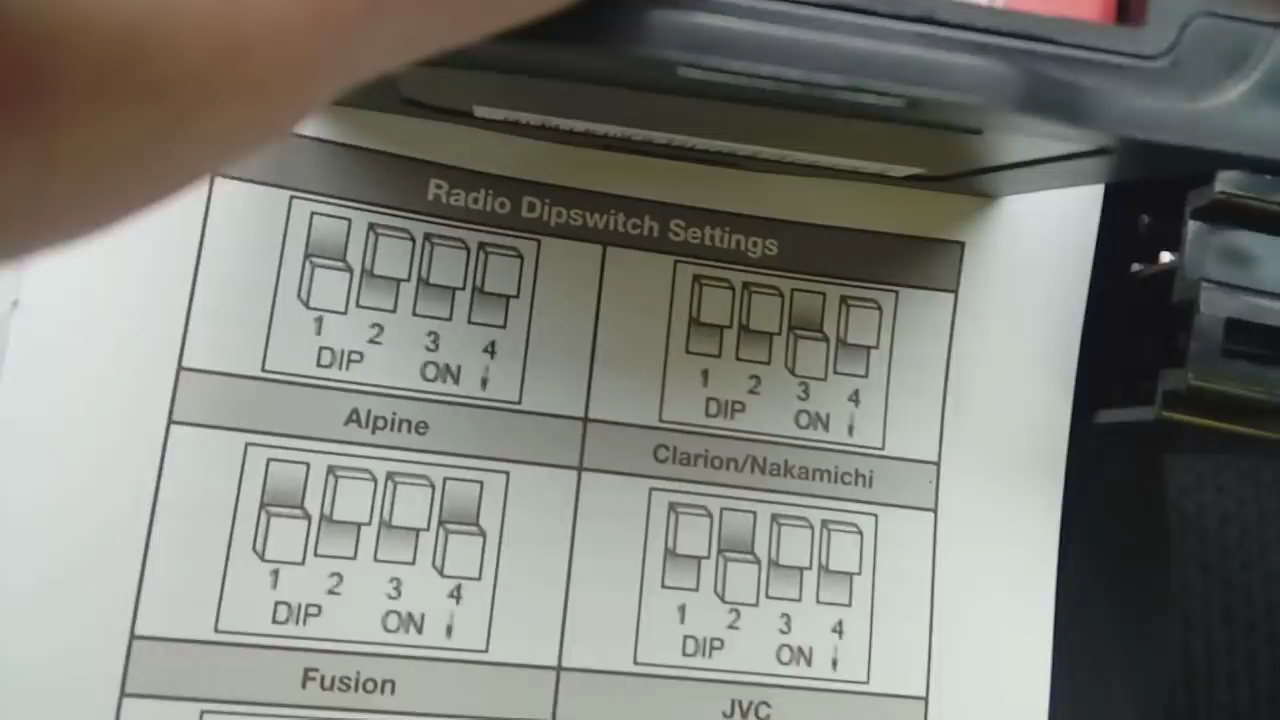 Radio Dipswitch Settings
1 2 3 4
DIP ON
1 2 3 4
DIP ON
Alpine
Clarion/Nakamichi
1 2 3 4
DIP ON
1 2 3 4
DIP ON
Fusion
JVC